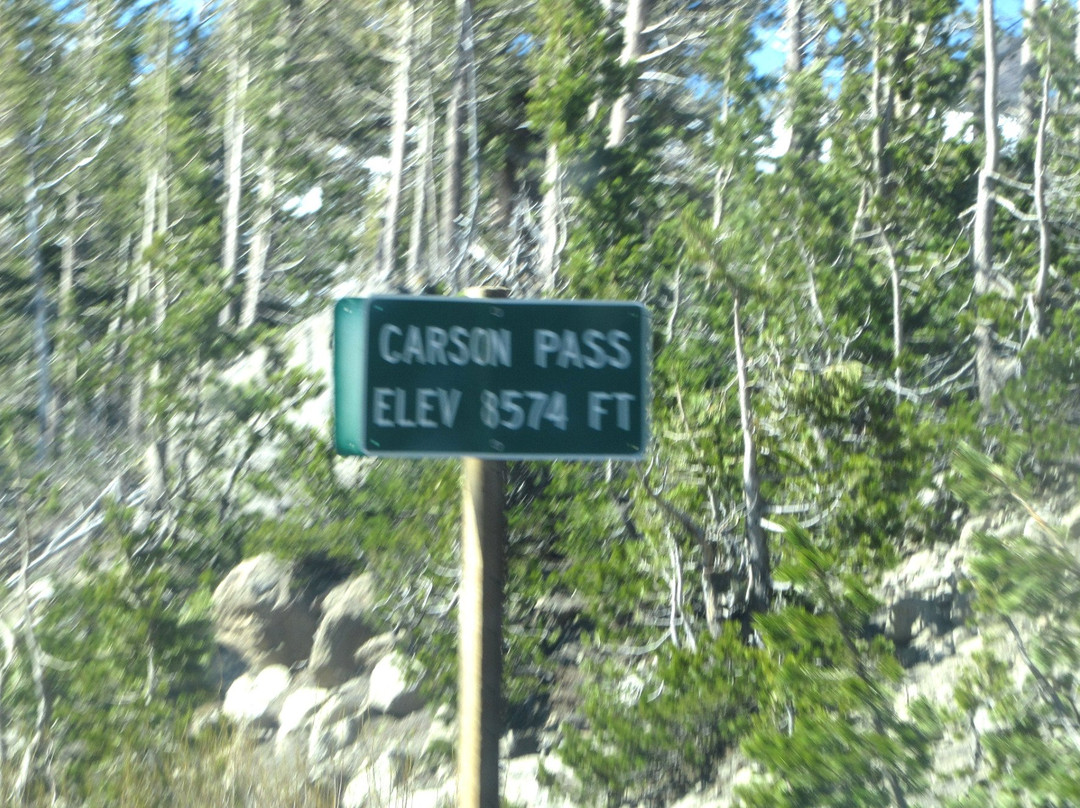 CARSON PASS
ELEV 8574 FT